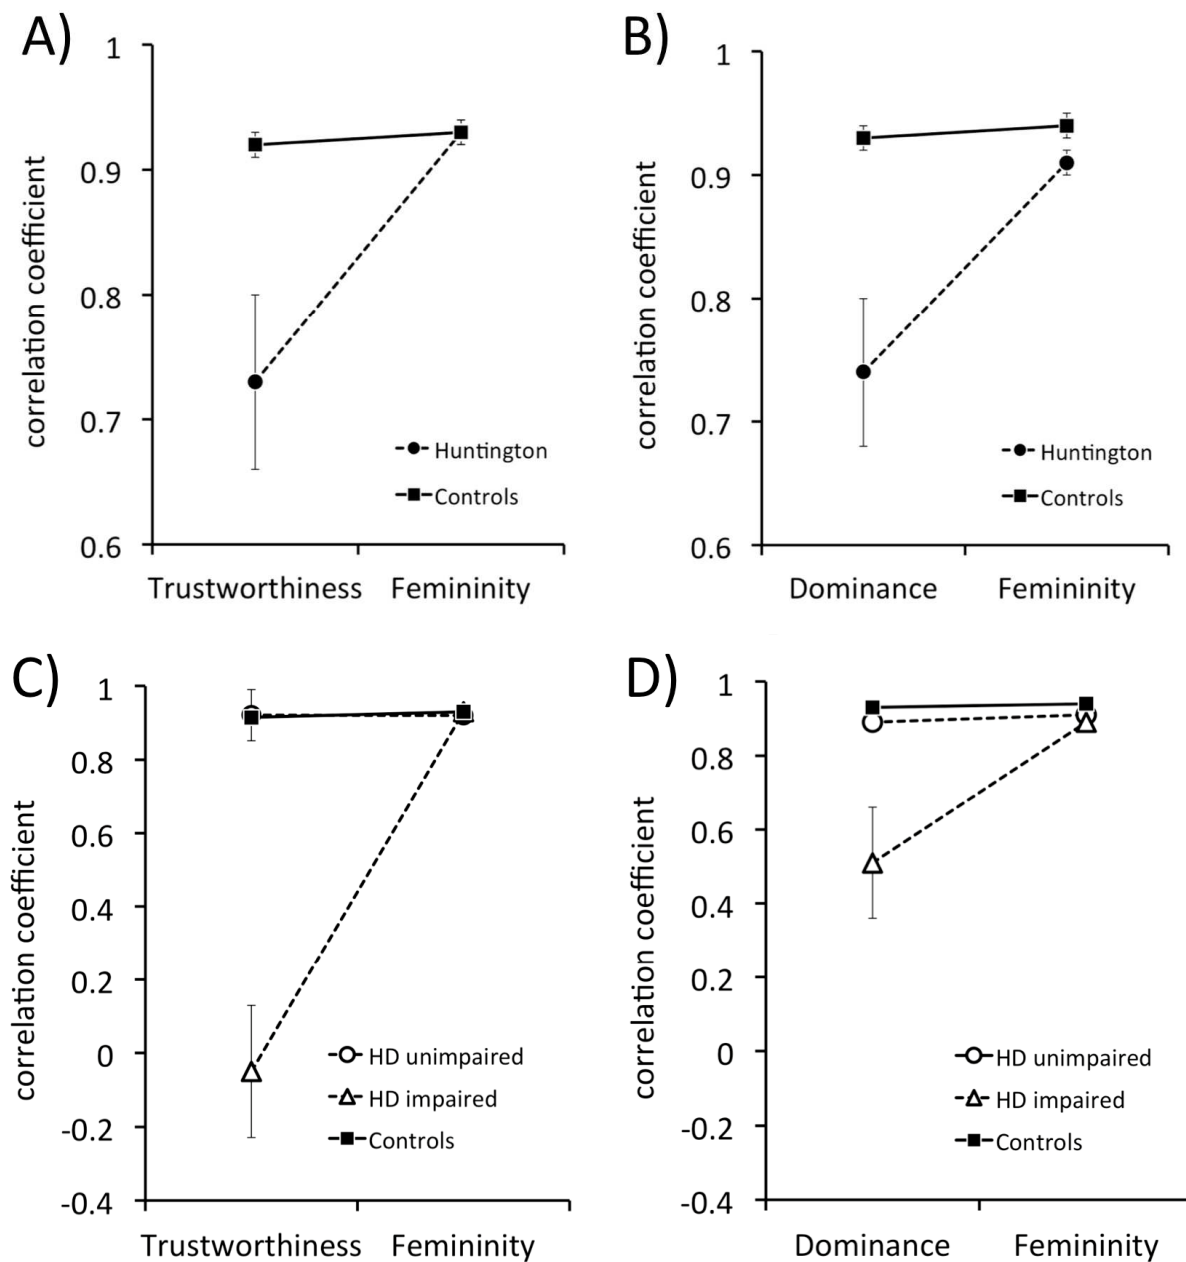 A)
1
0.9
0.8
0.7
0.6
correlation coefficient
Huntington
Controls
Trustworthiness Femininity
B)
1
0.9
0.8
0.7
0.6
correlation coefficient
Huntington
Controls
Dominance Femininity
C)
1
0.8
0.6
0.4
0.2
0
-0.2
-0.4
correlation coefficient
HD unimpaired
HD impaired
Controls
Trustworthiness Femininity
D)
1
0.8
0.6
0.4
0.2
0
-0.2
-0.4
correlation coefficient
HD unimpaired
HD impaired
Controls
Dominance Femininity